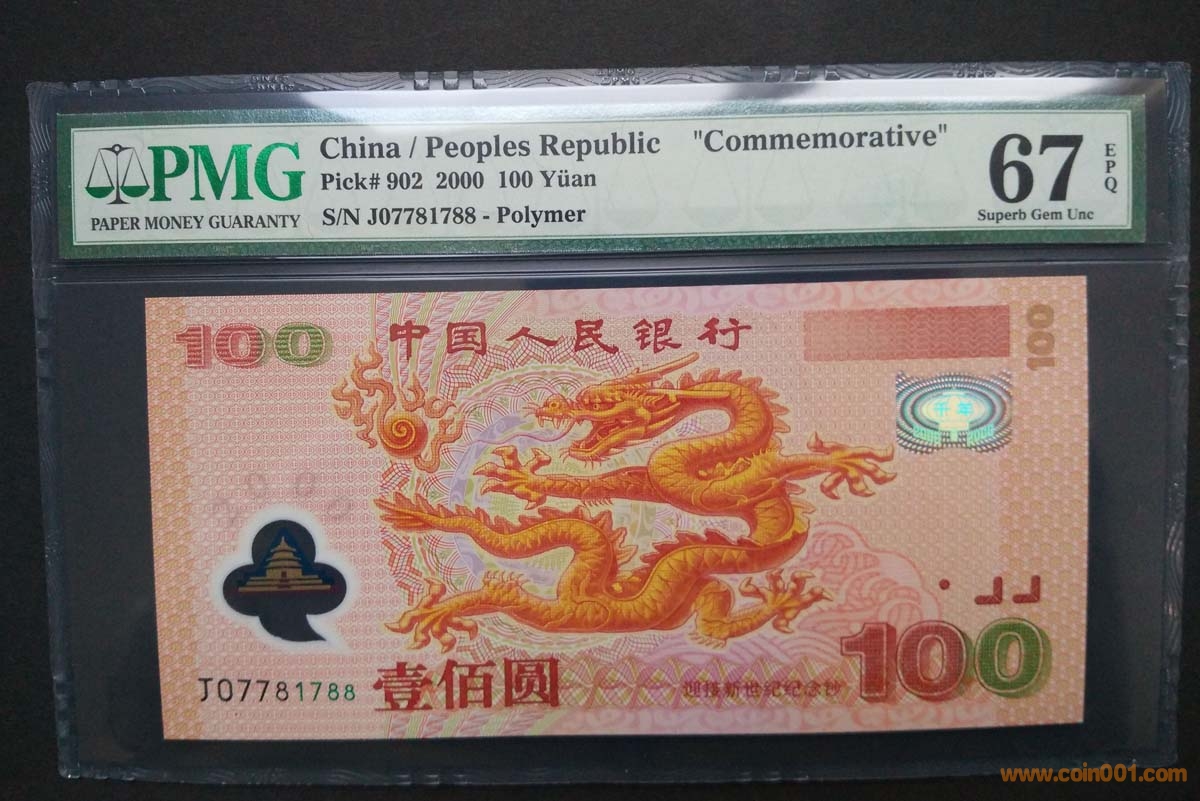 PMG
PAPER MONEY GUARANTY
China / Peoples Republic "Commemorative"
Pick# 902 2000 100 Yüan
S/N J07781788 - Polymer
67
EPQ
Superb Gem Unc
100
中国人民银行
100
千年
2000
J07781788
壹佰圆
迎接新世纪纪念钞
100
www.coin001.com